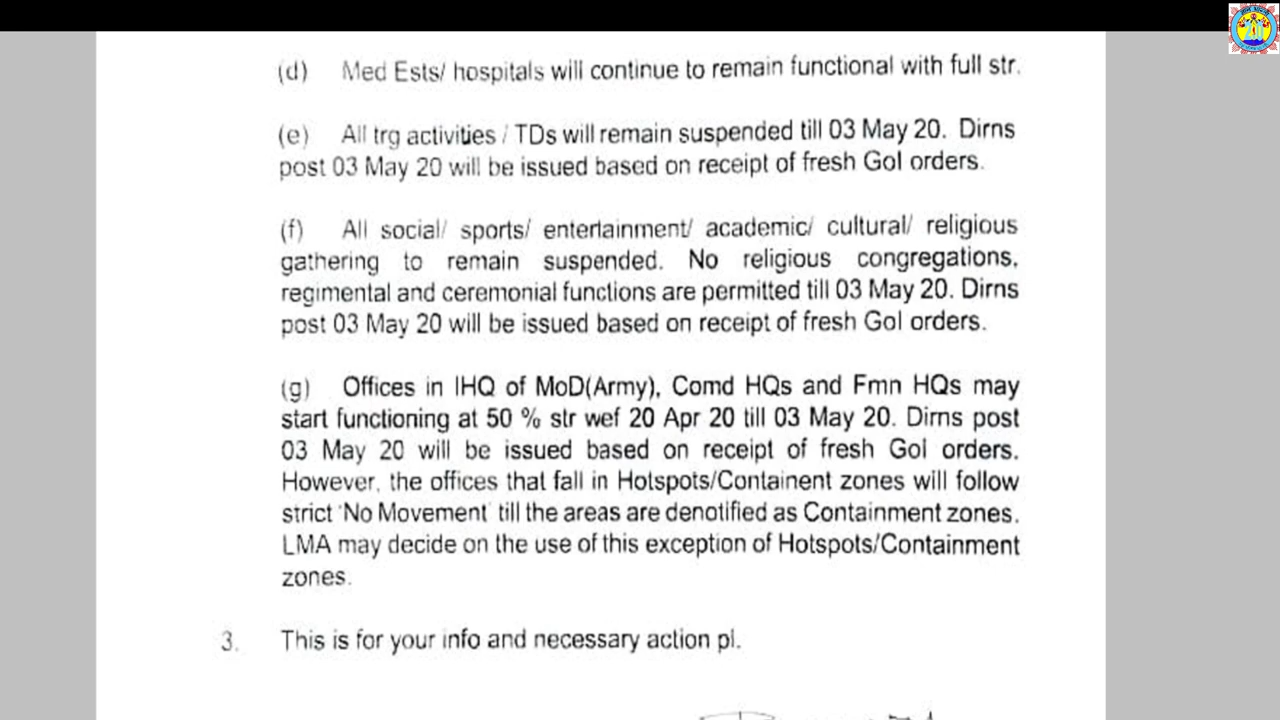 (d) Med Ests/ hospitals will continue to remain functional with full str.
(e) All trg activities / TDs will remain suspended till 03 May 20. Dirns
post 03 May 20 will be issued based on receipt of fresh GoI orders.
(f) All social/ sports/ entertainment/ academic/ cultural/ religious
gathering to remain suspended. No religious congregations,
regimental and ceremonial functions are permitted till 03 May 20. Dirns
post 03 May 20 will be issued based on receipt of fresh GoI orders.
(g) Offices in IHQ of MoD(Army), Comd HQs and Fmn HQs may
start functioning at 50 % str wef 20 Apr 20 till 03 May 20. Dirns post
03 May 20 will be issued based on receipt of fresh GoI orders.
However, the offices that fall in Hotspots/Containent zones will follow
strict 'No Movement' till the areas are denotified as Containment zones.
LMA may decide on the use of this exception of Hotspots/Containment
zones.
3. This is for your info and necessary action pl.